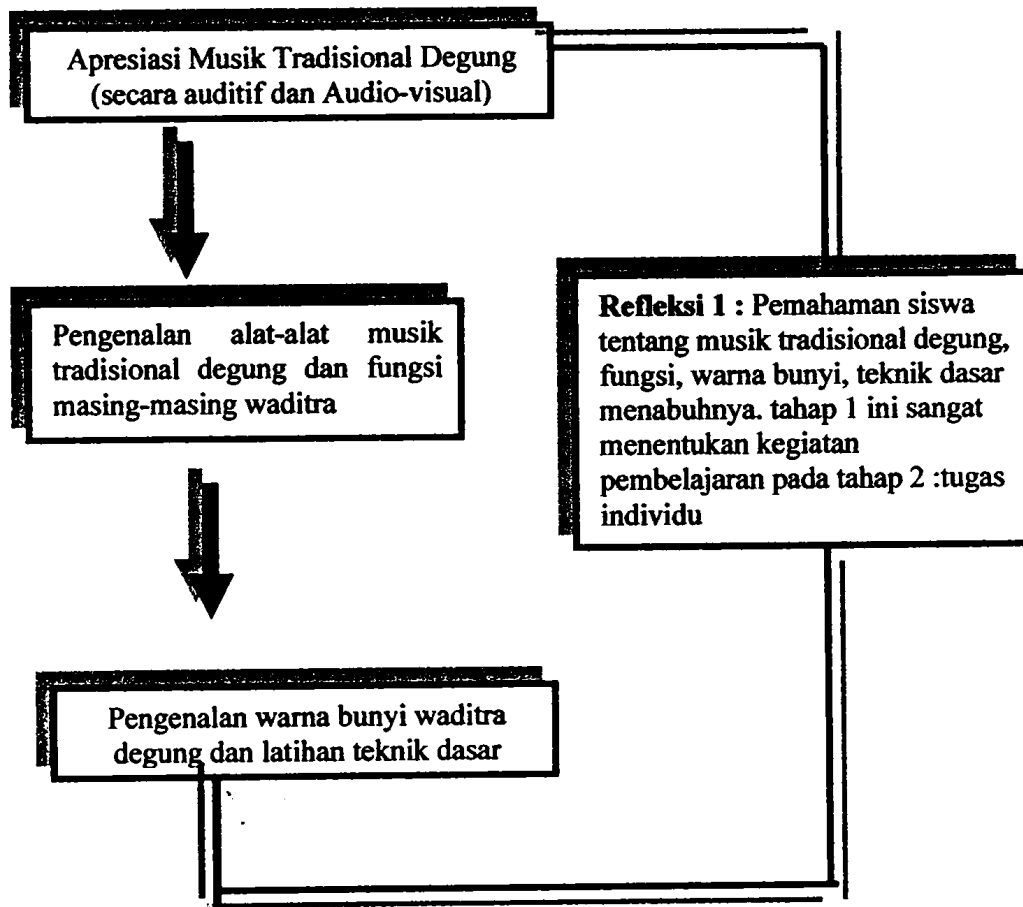 Apresiasi Musik Tradisional Degung
(secara auditif dan Audio-visual)
Pengenalan alat-alat musik
tradisional degung dan fungsi
masing-masing waditra
Refleksi 1 : Pemahaman siswa
tentang musik tradisional degung,
fungsi, warna bunyi, teknik dasar
menabuhnya. tahap 1 ini sangat
menentukan kegiatan
pembelajaran pada tahap 2 :tugas
individu
Pengenalan warna bunyi waditra
degung dan latihan teknik dasar